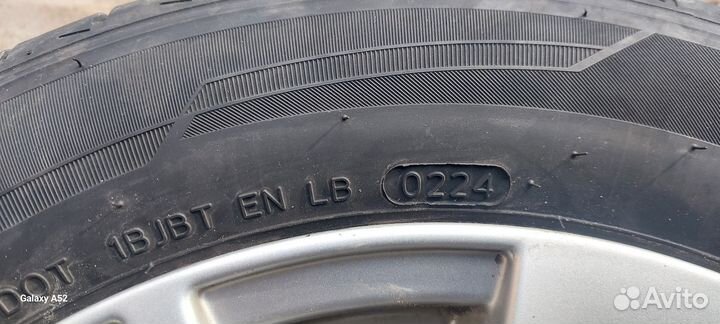 DOT 1BJBT EN LB 0224
Galaxy A52
Avito